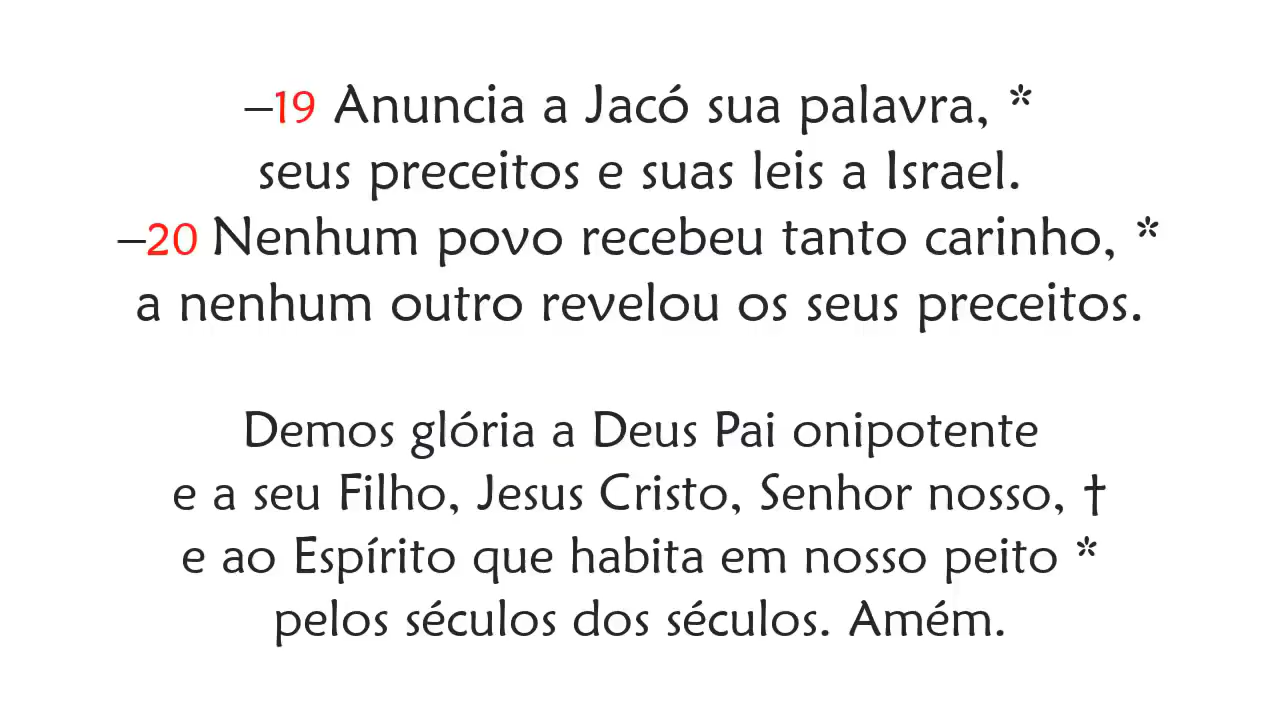 –19 Anuncia a Jacó sua palavra, *
seus preceitos e suas leis a Israel.
–20 Nenhum povo recebeu tanto carinho, *
a nenhum outro revelou os seus preceitos.
Demos glória a Deus Pai onipotente
e a seu Filho, Jesus Cristo, Senhor nosso, †
e ao Espírito que habita em nosso peito *
pelos séculos dos séculos. Amém.